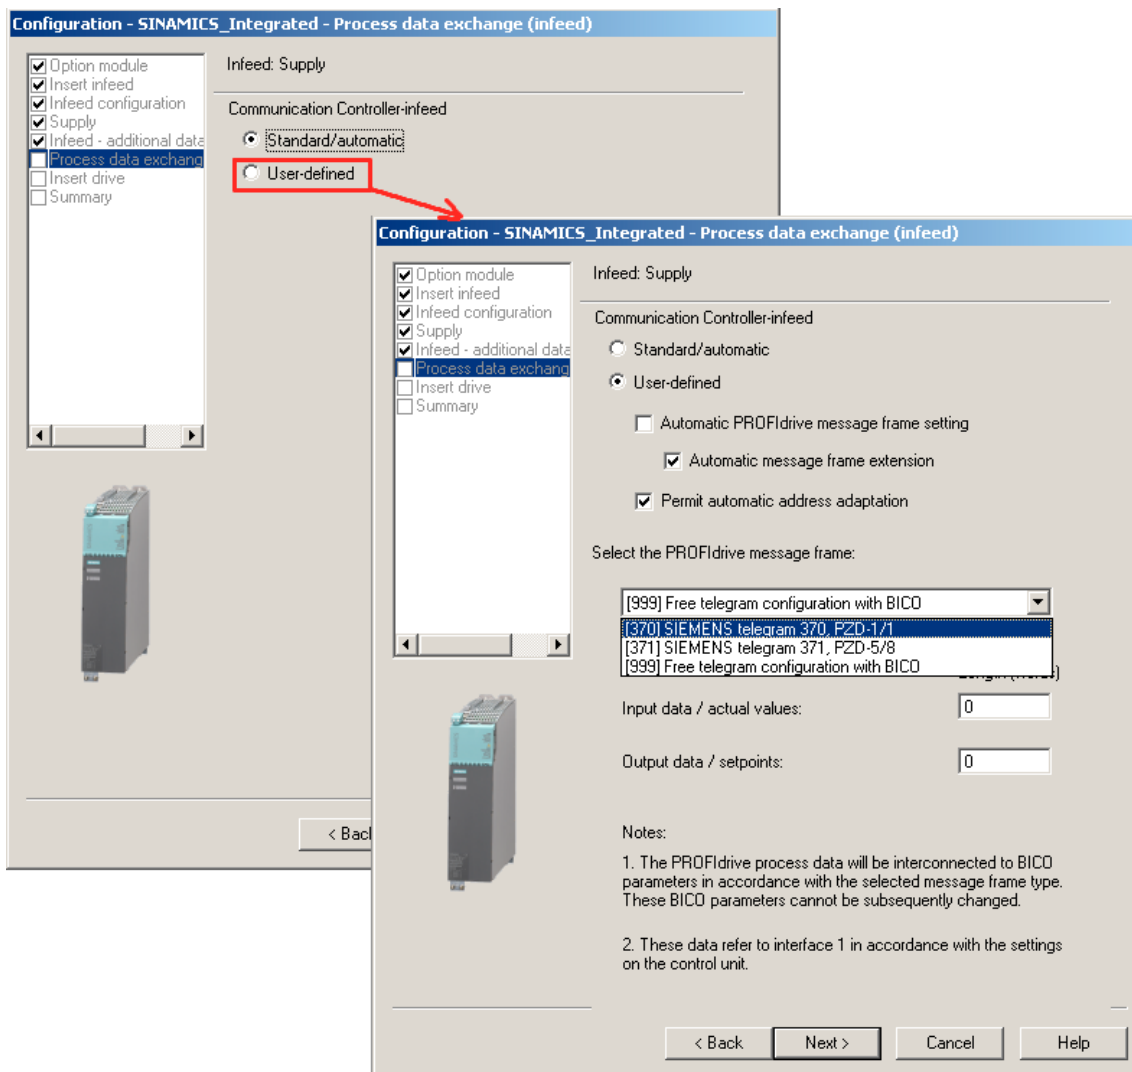 Configuration - SINAMICS_Integrated - Process data exchange (infeed)
Option module
Insert infeed
Infeed configuration
Supply
Infeed - additional data
Process data exchang
Insert drive
Summary
Infeed: Supply
Communication Controller-infeed
Standard/automatic
User-defined
< Back
Configuration - SINAMICS_Integrated - Process data exchange (infeed)
Option module
Insert infeed
Infeed configuration
Supply
Infeed - additional data
Process data exchang
Insert drive
Summary
Infeed: Supply
Communication Controller-infeed
Standard/automatic
User-defined
Automatic PROFIdrive message frame setting
Automatic message frame extension
Permit automatic address adaptation
Select the PROFIdrive message frame:
[999] Free telegram configuration with BICO
[370] SIEMENS telegram 370, PZD-1/1
[371] SIEMENS telegram 371, PZD-5/8
[999] Free telegram configuration with BICO
Input data / actual values: 0
Output data / setpoints: 0
Notes:
1. The PROFIdrive process data will be interconnected to BICO
parameters in accordance with the selected message frame type.
These BICO parameters cannot be subsequently changed.
2. These data refer to interface 1 in accordance with the settings
on the control unit.
< Back Next > Cancel Help